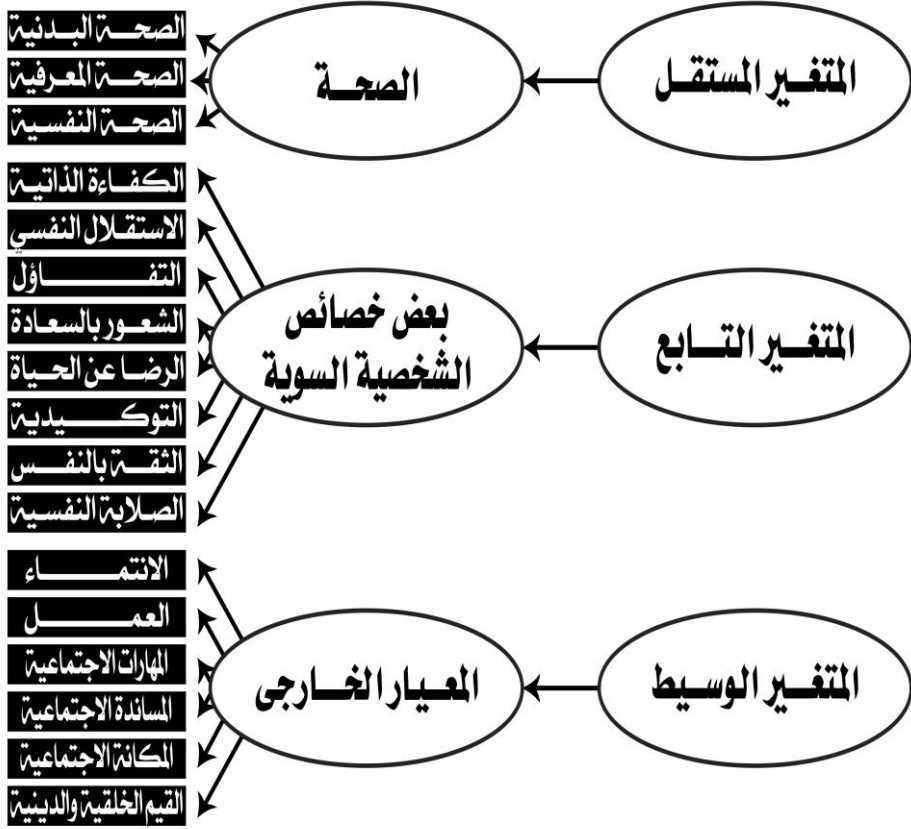 المتغير المستقل
الصحة
الصحة البدنية
الصحة المعرفية
الصحة النفسية
المتغير التابع
بعض خصائص
الشخصية السوية
الكفاءة الذاتية
الاستقلال النفسي
التفاؤل
الشعور بالسعادة
الرضا عن الحياة
التوكيدية
الثقة بالنفس
الصلابة النفسية
المتغير الوسيط
المعيار الخارجى
الانتماء
العمل
المهارات الاجتماعية
المساندة الاجتماعية
المكانة الاجتماعية
القيم الخلقية والدينية